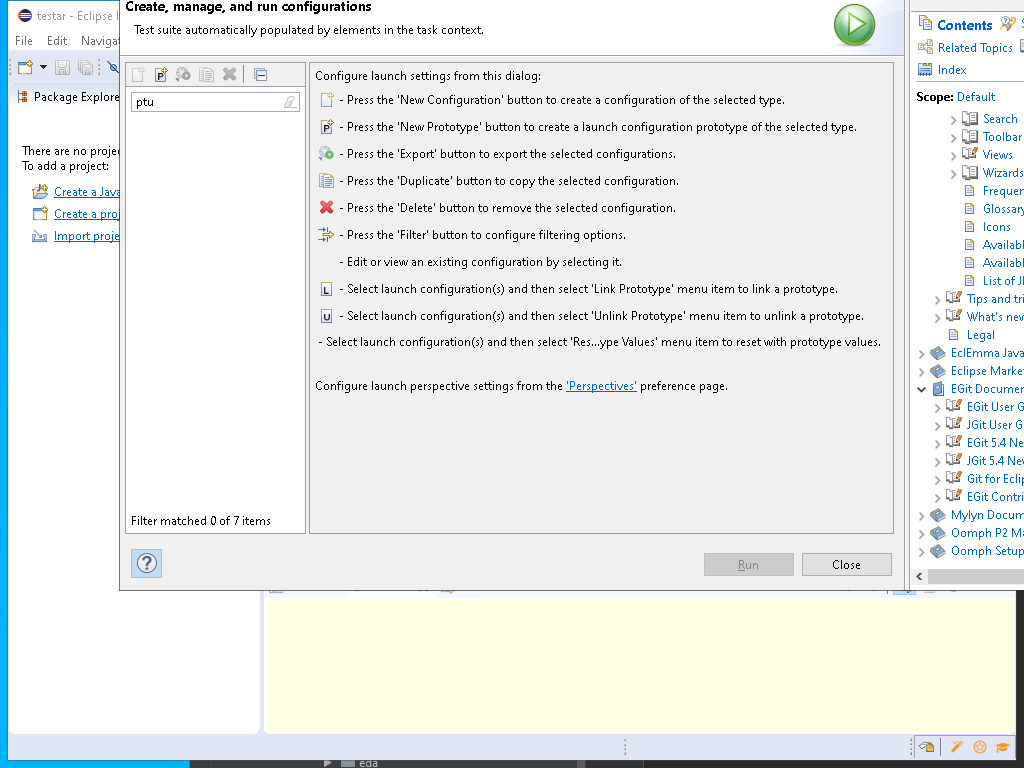 Create, manage, and run configurations
Test suite automatically populated by elements in the task context.
testar - Eclipse I
File Edit Navigat
Package Explore
There are no projec
To add a project:
Create a Java
Create a proj
Import proje
ptu
Filter matched 0 of 7 items
Configure launch settings from this dialog:
- Press the 'New Configuration' button to create a configuration of the selected type.
P - Press the 'New Prototype' button to create a launch configuration prototype of the selected type.
- Press the 'Export' button to export the selected configurations.
- Press the 'Duplicate' button to copy the selected configuration.
- Press the 'Delete' button to remove the selected configuration.
- Press the 'Filter' button to configure filtering options.
- Edit or view an existing configuration by selecting it.
L - Select launch configuration(s) and then select 'Link Prototype' menu item to link a prototype.
U - Select launch configuration(s) and then select 'Unlink Prototype' menu item to unlink a prototype.
- Select launch configuration(s) and then select 'Res...ype Values' menu item to reset with prototype values.
Configure launch perspective settings from the 'Perspectives' preference page.
?
Run
Close
Contents
Related Topics
Index
Scope: Default
Search
Toolbar
Views
Wizards
Frequen
Glossary
Icons
Availabl
Availabl
List of Jl
Tips and tri
What's new
Legal
EclEmma Java
Eclipse Marke
EGit Documen
EGit User G
JGit User G
EGit 5.4 Ne
JGit 5.4 Nev
Git for Eclip
EGit Contri
Mylyn Docum
Oomph P2 Ma
Oomph Setup
eda